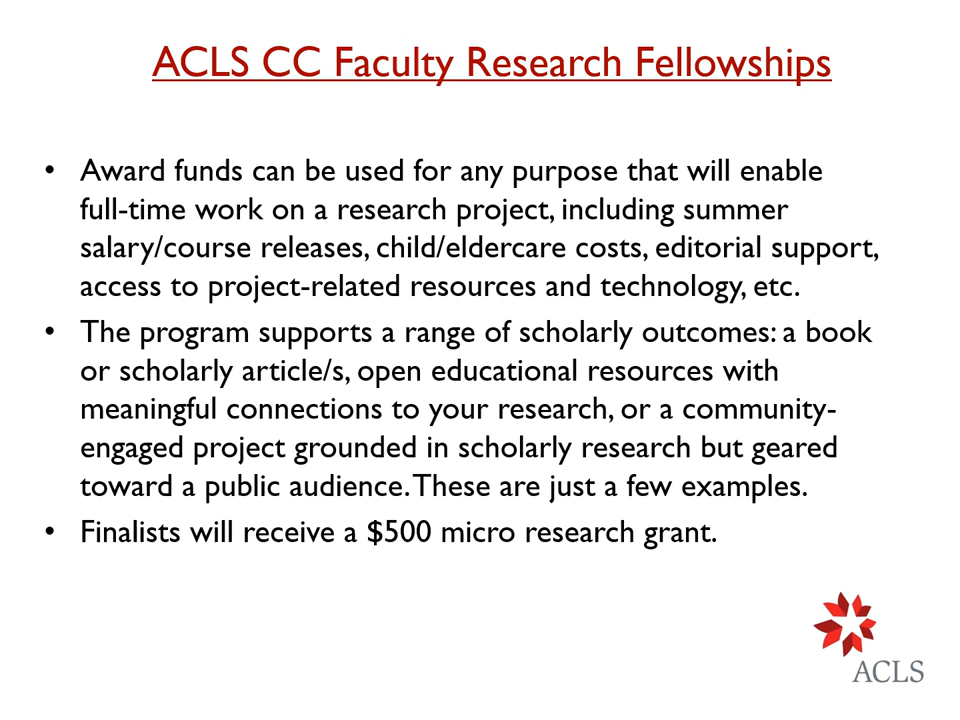 ACLS CC Faculty Research Fellowships
• Award funds can be used for any purpose that will enable
full-time work on a research project, including summer
salary/course releases, child/eldercare costs, editorial support,
access to project-related resources and technology, etc.
• The program supports a range of scholarly outcomes: a book
or scholarly article/s, open educational resources with
meaningful connections to your research, or a community-
engaged project grounded in scholarly research but geared
toward a public audience. These are just a few examples.
• Finalists will receive a $500 micro research grant.
ACLS